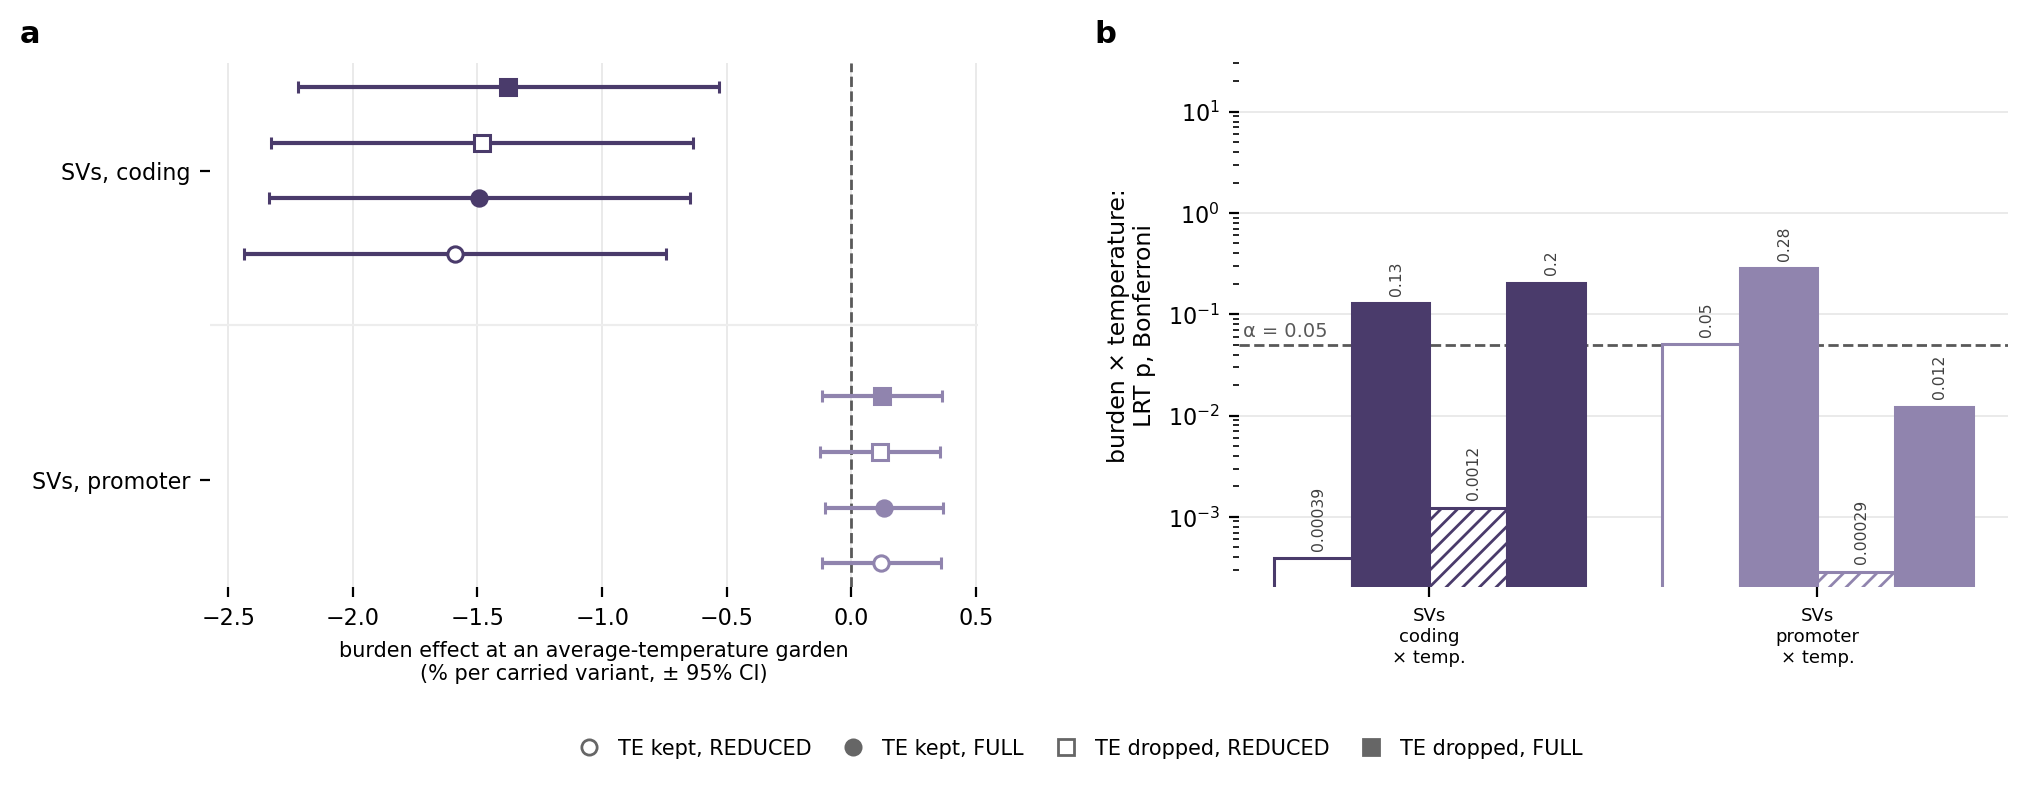 a
SVs, coding
SVs, promoter
−2.5 −2.0 −1.5 −1.0 −0.5 0.0 0.5
burden effect at an average-temperature garden
(% per carried variant, ± 95% CI)
b
burden × temperature:
LRT p, Bonferroni
10¹
10⁰
10⁻¹
10⁻²
10⁻³
α = 0.05
0.00039
0.13
0.0012
0.2
0.05
0.28
0.00029
0.012
SVs
coding
× temp.
SVs
promoter
× temp.
TE kept, REDUCED TE kept, FULL TE dropped, REDUCED TE dropped, FULL